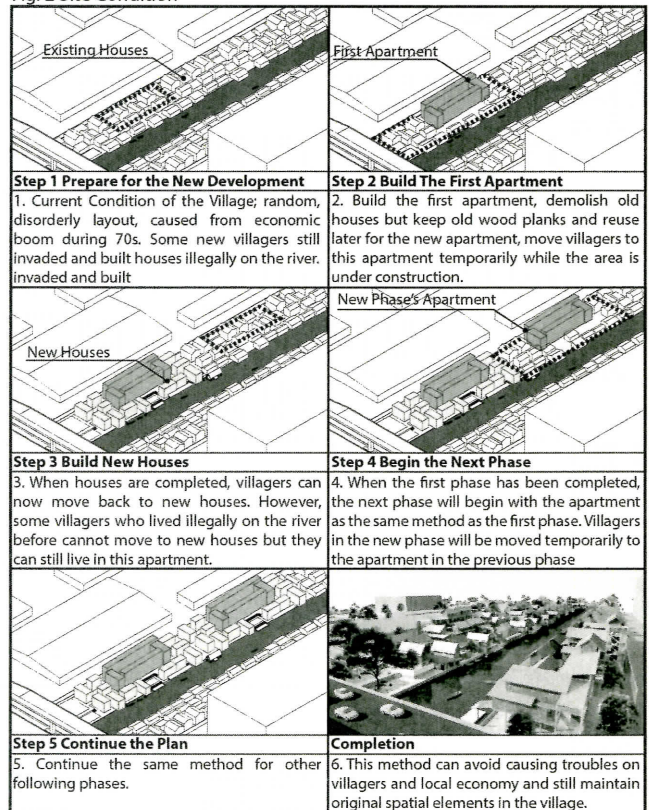 Existing Houses
First Apartment
Step 1 Prepare for the New Development
1. Current Condition of the Village; random,
disorderly layout, caused from economic
boom during 70s. Some new villagers still
invaded and built houses illegally on the river.
invaded and built
Step 2 Build The First Apartment
2. Build the first apartment, demolish old
houses but keep old wood planks and reuse
later for the new apartment, move villagers to
this apartment temporarily while the area is
under construction.
New Houses
New Phase's Apartment
Step 3 Build New Houses
3. When houses are completed, villagers can
now move back to new houses. However,
some villagers who lived illegally on the river
before cannot move to new houses but they
can still live in this apartment.
Step 4 Begin the Next Phase
4. When the first phase has been completed,
the next phase will begin with the apartment
as the same method as the first phase. Villagers
in the new phase will be moved temporarily to
the apartment in the previous phase
Step 5 Continue the Plan
5. Continue the same method for other
following phases.
Completion
6. This method can avoid causing troubles on
villagers and local economy and still maintain
original spatial elements in the village.